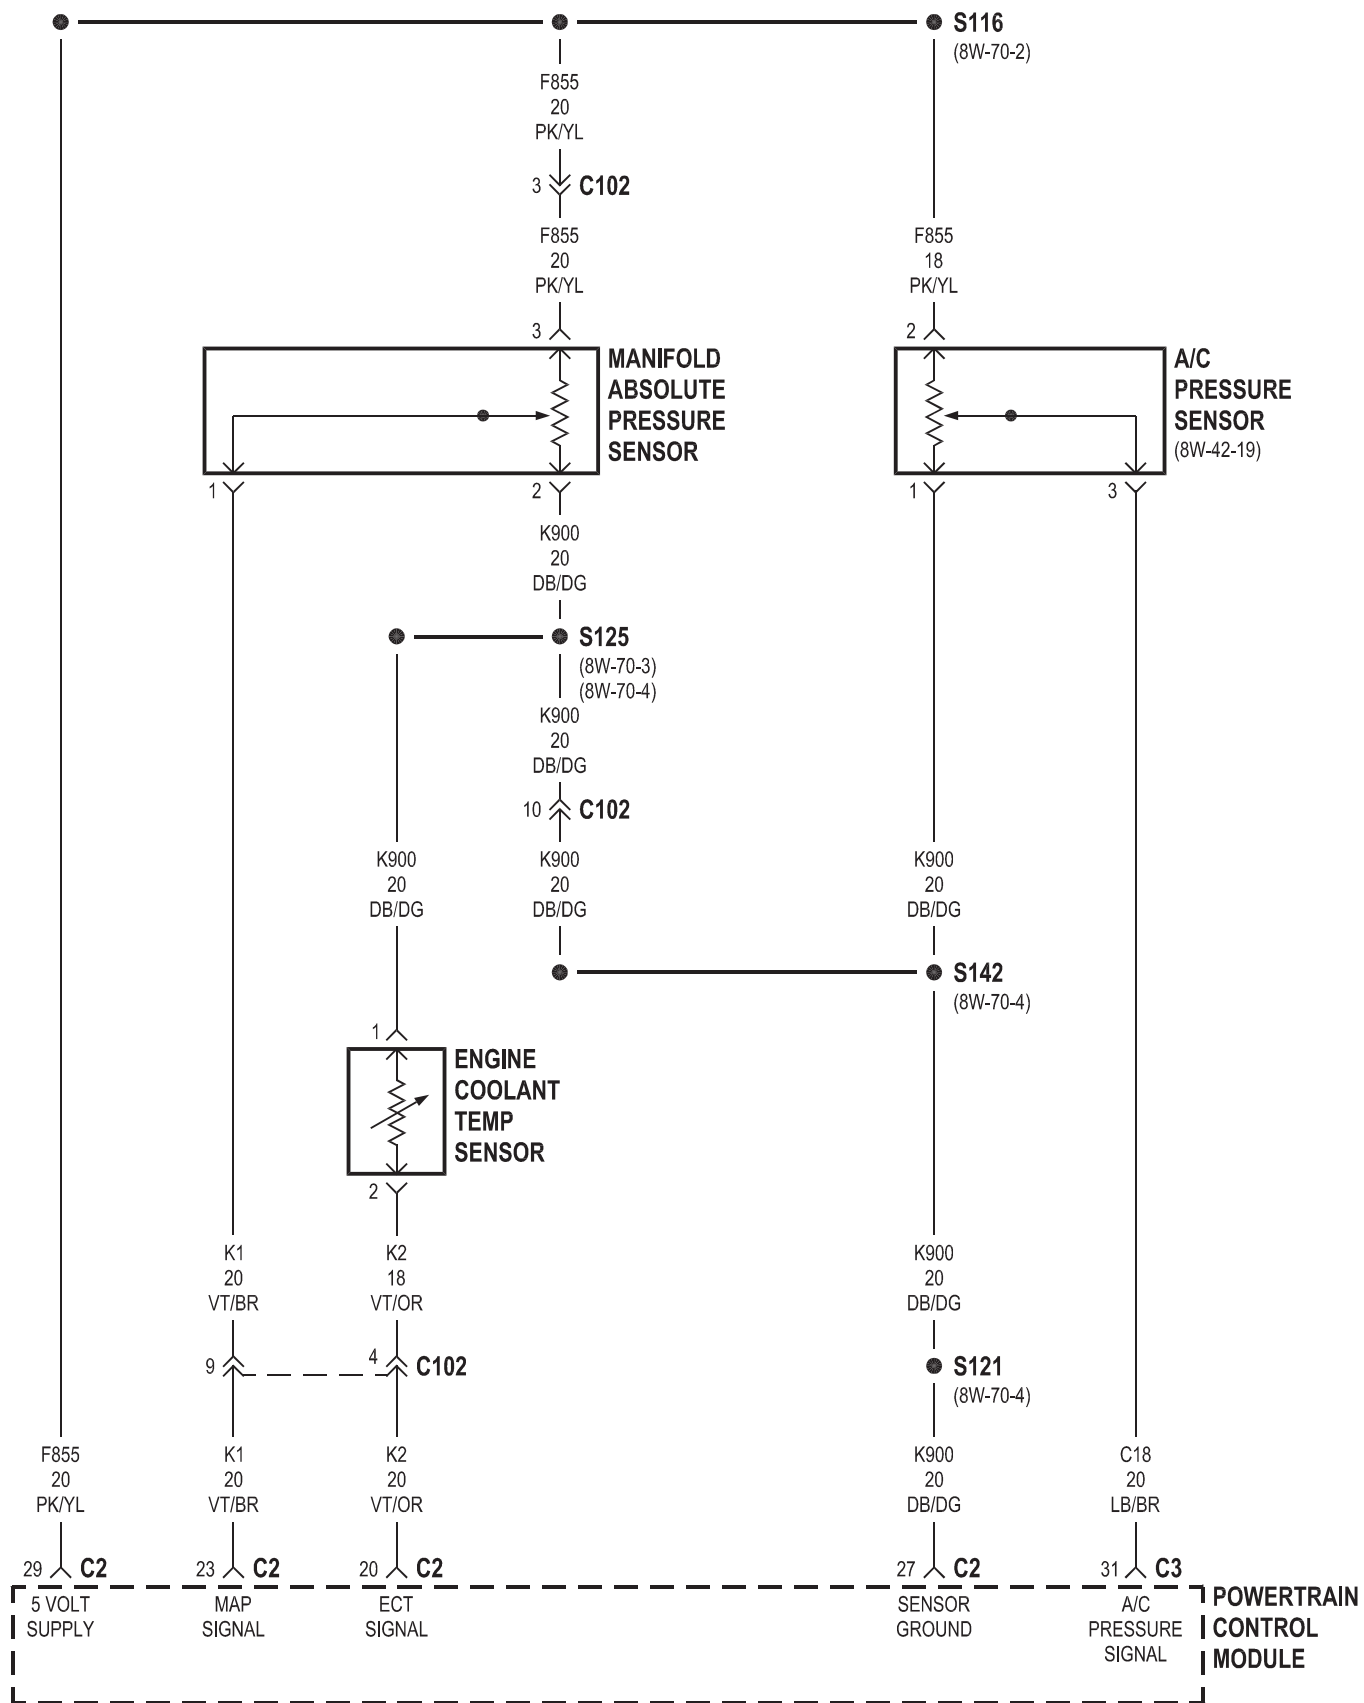 S116
(8W-70-2)
F855
20
PK/YL
3 C102
F855
20
PK/YL
F855
18
PK/YL
3
2
MANIFOLD
ABSOLUTE
PRESSURE
SENSOR
A/C
PRESSURE
SENSOR
(8W-42-19)
1
2
1
3
K900
20
DB/DG
S125
(8W-70-3)
(8W-70-4)
K900
20
DB/DG
10 C102
K900
20
DB/DG
K900
20
DB/DG
K900
20
DB/DG
S142
(8W-70-4)
1
ENGINE
COOLANT
TEMP
SENSOR
2
K1
20
VT/BR
K2
18
VT/OR
K900
20
DB/DG
9
4 C102
S121
(8W-70-4)
F855
20
PK/YL
K1
20
VT/BR
K2
20
VT/OR
K900
20
DB/DG
C18
20
LB/BR
29 C2
23 C2
20 C2
27 C2
31 C3
5 VOLT
SUPPLY
MAP
SIGNAL
ECT
SIGNAL
SENSOR
GROUND
A/C
PRESSURE
SIGNAL
POWERTRAIN
CONTROL
MODULE